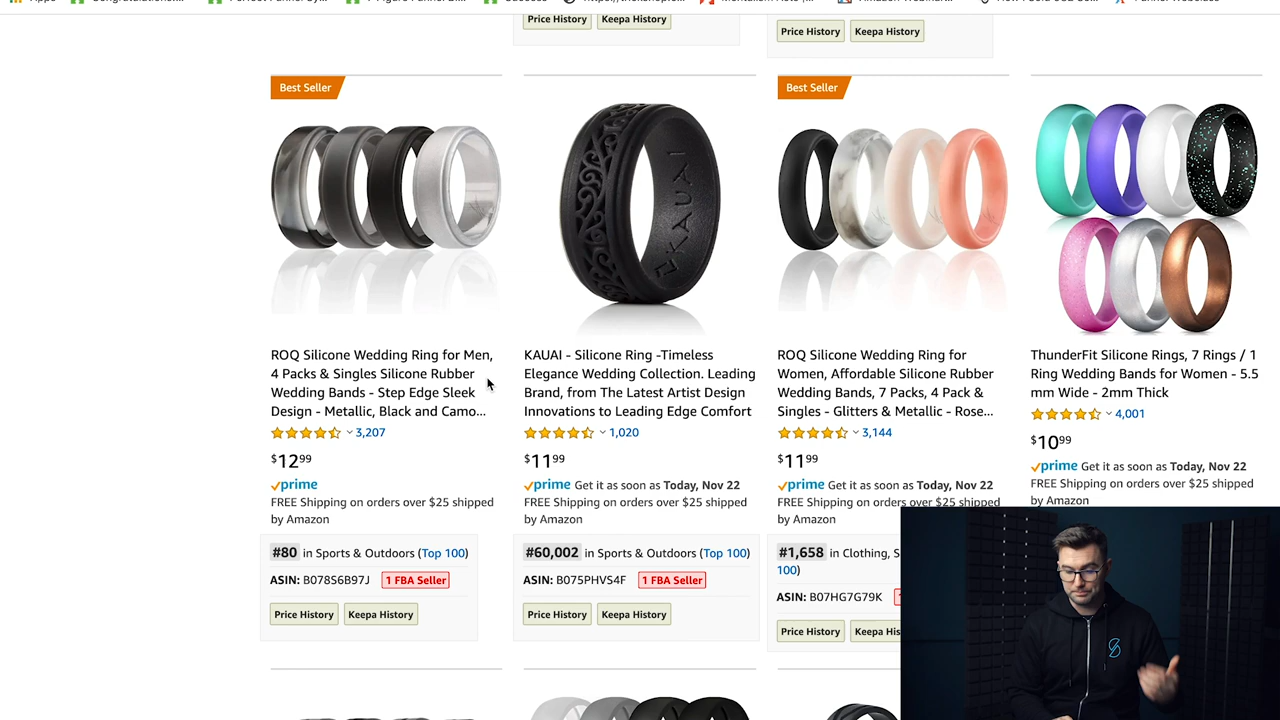 Apps
Price History
Keepa History
Price History
Keepa History
Best Seller
Best Seller
KAUAI
ROQ Silicone Wedding Ring for Men,
4 Packs & Singles Silicone Rubber
Wedding Bands - Step Edge Sleek
Design - Metallic, Black and Camo...
3,207
$12.99
prime
FREE Shipping on orders over $25 shipped
by Amazon
#80 in Sports & Outdoors (Top 100)
ASIN: B078S6B97J 1 FBA Seller
Price History
Keepa History
KAUAI - Silicone Ring -Timeless
Elegance Wedding Collection. Leading
Brand, from The Latest Artist Design
Innovations to Leading Edge Comfort
1,020
$11.99
prime Get it as soon as Today, Nov 22
FREE Shipping on orders over $25 shipped
by Amazon
#60,002 in Sports & Outdoors (Top 100)
ASIN: B075PHVS4F 1 FBA Seller
Price History
Keepa History
ROQ Silicone Wedding Ring for
Women, Affordable Silicone Rubber
Wedding Bands, 7 Packs, 4 Pack &
Singles - Glitters & Metallic - Rose...
3,144
$11.99
prime Get it as soon as Today, Nov 22
FREE Shipping on orders over $25 shipped
by Amazon
#1,658 in Clothing, S
100)
ASIN: B07HG7G79K
Price History
Keepa His
ThunderFit Silicone Rings, 7 Rings / 1
Ring Wedding Bands for Women - 5.5
mm Wide - 2mm Thick
4,001
$10.99
prime Get it as soon as Today, Nov 22
FREE Shipping on orders over $25 shipped
by Amazon